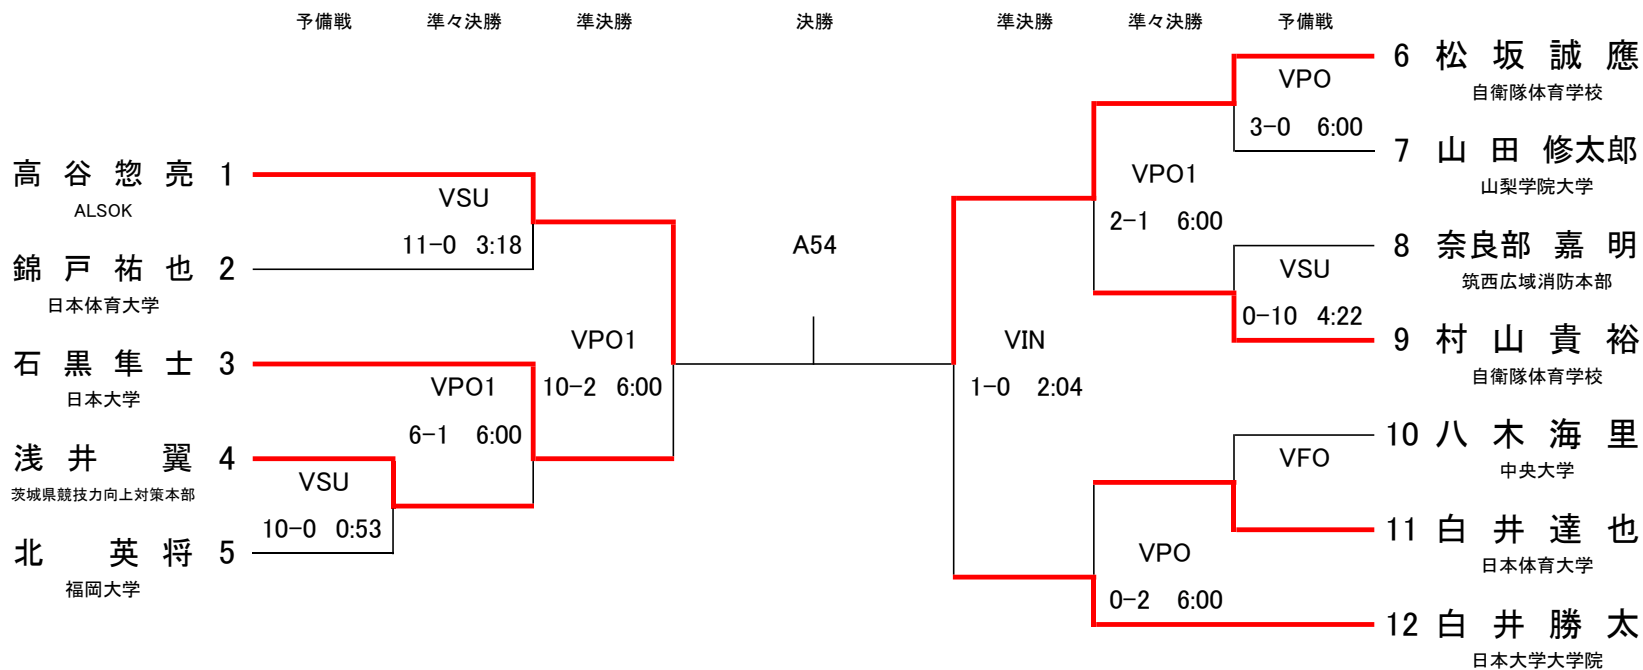 予備戦 準々決勝 準決勝 決勝 準決勝 準々決勝 予備戦
高谷惣亮 1
ALSOK
錦戸祐也 2
日本体育大学
石黒隼士 3
日本大学
浅井 翼 4
茨城県競技力向上対策本部
北 英将 5
福岡大学
VSU
11-0 3:18
VPO1
6-1 6:00
VSU
10-0 0:53
VPO1
10-2 6:00
A54
VIN
1-0 2:04
VPO1
2-1 6:00
VPO
0-2 6:00
VPO
3-0 6:00
VSU
0-10 4:22
VFO
6 松坂誠應
自衛隊体育学校
7 山田修太郎
山梨学院大学
8 奈良部嘉明
筑西広域消防本部
9 村山貴裕
自衛隊体育学校
10 八木海里
中央大学
11 白井達也
日本体育大学
12 白井勝太
日本大学大学院